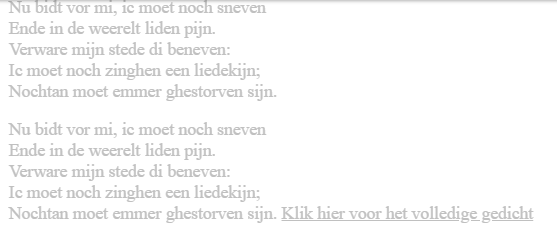 Nu bidt vor mi, ic moet noch sneven
Ende in de weerelt liden pijn.
Verware mijn stede di beneven:
Ic moet noch zinghen een liedekijn;
Nochtan moet emmer ghestorven sijn.

Nu bidt vor mi, ic moet noch sneven
Ende in de weerelt liden pijn.
Verware mijn stede di beneven:
Ic moet noch zinghen een liedekijn;
Nochtan moet emmer ghestorven sijn. Klik hier voor het volledige gedicht